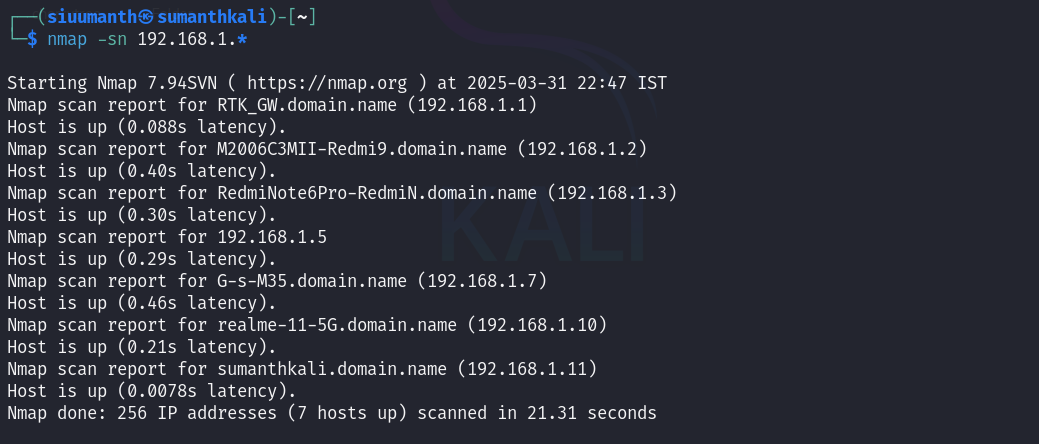 ┌──(siuumanth㉿sumanthkali)-[~]
└─$ nmap -sn 192.168.1.*
Starting Nmap 7.94SVN ( https://nmap.org ) at 2025-03-31 22:47 IST
Nmap scan report for RTK_GW.domain.name (192.168.1.1)
Host is up (0.088s latency).
Nmap scan report for M2006C3MII-Redmi9.domain.name (192.168.1.2)
Host is up (0.40s latency).
Nmap scan report for RedmiNote6Pro-RedmiN.domain.name (192.168.1.3)
Host is up (0.30s latency).
Nmap scan report for 192.168.1.5
Host is up (0.29s latency).
Nmap scan report for G-s-M35.domain.name (192.168.1.7)
Host is up (0.46s latency).
Nmap scan report for realme-11-5G.domain.name (192.168.1.10)
Host is up (0.21s latency).
Nmap scan report for sumanthkali.domain.name (192.168.1.11)
Host is up (0.0078s latency).
Nmap done: 256 IP addresses (7 hosts up) scanned in 21.31 seconds
KALI